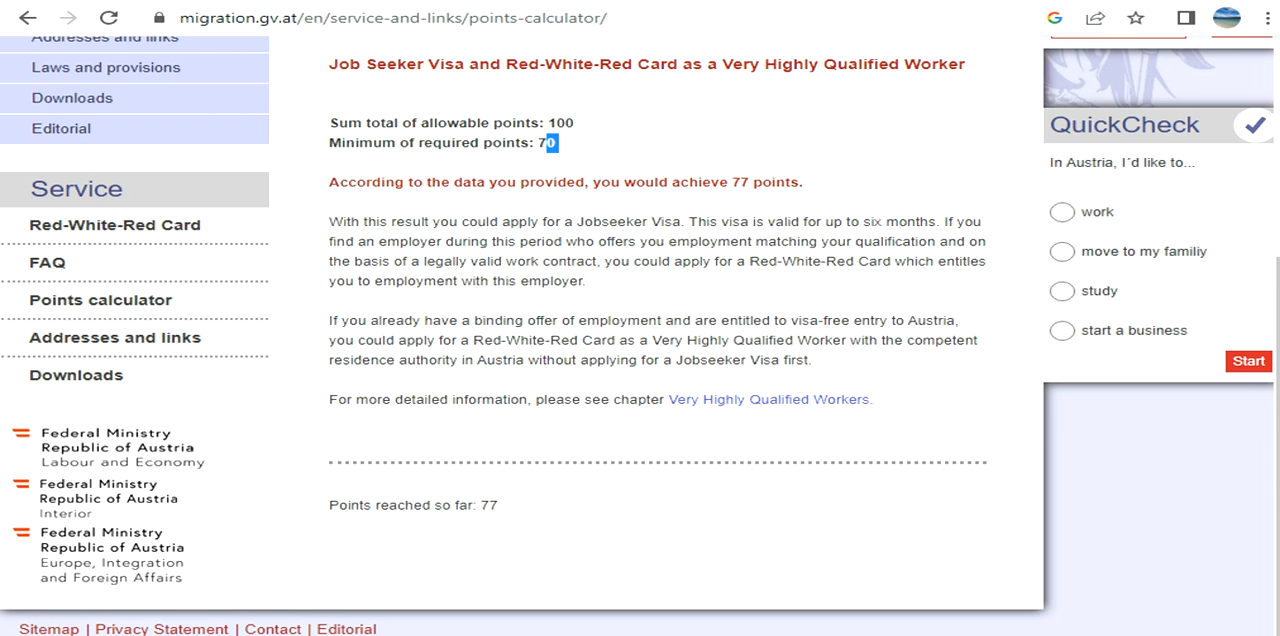 migration.gv.at/en/service-and-links/points-calculator/
Addresses and links
Laws and provisions
Downloads
Editorial
Service
Red-White-Red Card
FAQ
Points calculator
Addresses and links
Downloads
Federal Ministry
Republic of Austria
Labour and Economy
Federal Ministry
Republic of Austria
Interior
Federal Ministry
Republic of Austria
Europe, Integration
and Foreign Affairs
Job Seeker Visa and Red-White-Red Card as a Very Highly Qualified Worker
Sum total of allowable points: 100
Minimum of required points: 70
According to the data you provided, you would achieve 77 points.
With this result you could apply for a Jobseeker Visa. This visa is valid for up to six months. If you
find an employer during this period who offers you employment matching your qualification and on
the basis of a legally valid work contract, you could apply for a Red-White-Red Card which entitles
you to employment with this employer.
If you already have a binding offer of employment and are entitled to visa-free entry to Austria,
you could apply for a Red-White-Red Card as a Very Highly Qualified Worker with the competent
residence authority in Austria without applying for a Jobseeker Visa first.
For more detailed information, please see chapter Very Highly Qualified Workers.
Points reached so far: 77
QuickCheck
In Austria, I´d like to...
work
move to my familiy
study
start a business
Start
Sitemap | Privacy Statement | Contact | Editorial